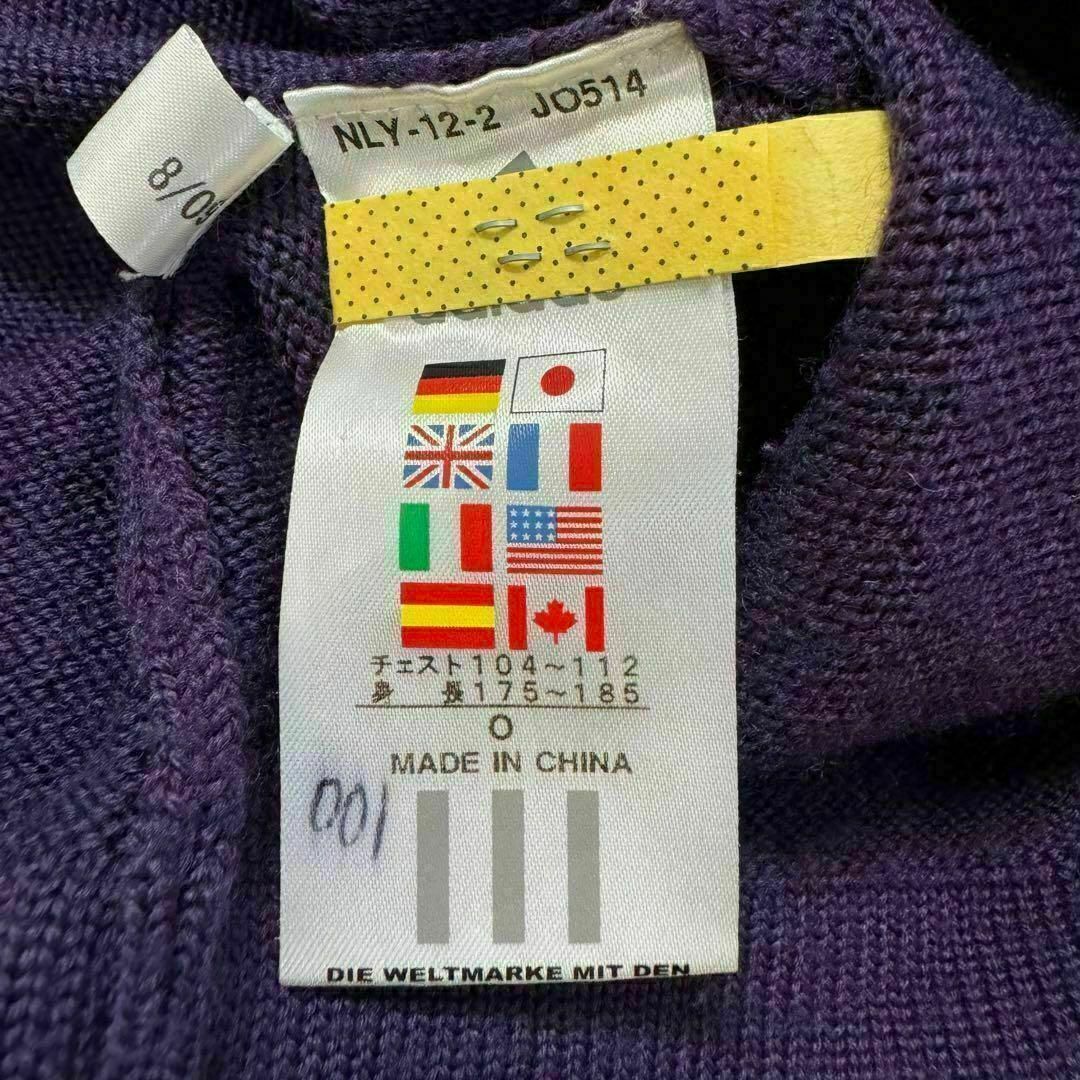 NLY-12-2 JO514
8/09
チェスト104~112
身 長175~185
O
MADE IN CHINA
001
DIE WELTMARKE MIT DEN